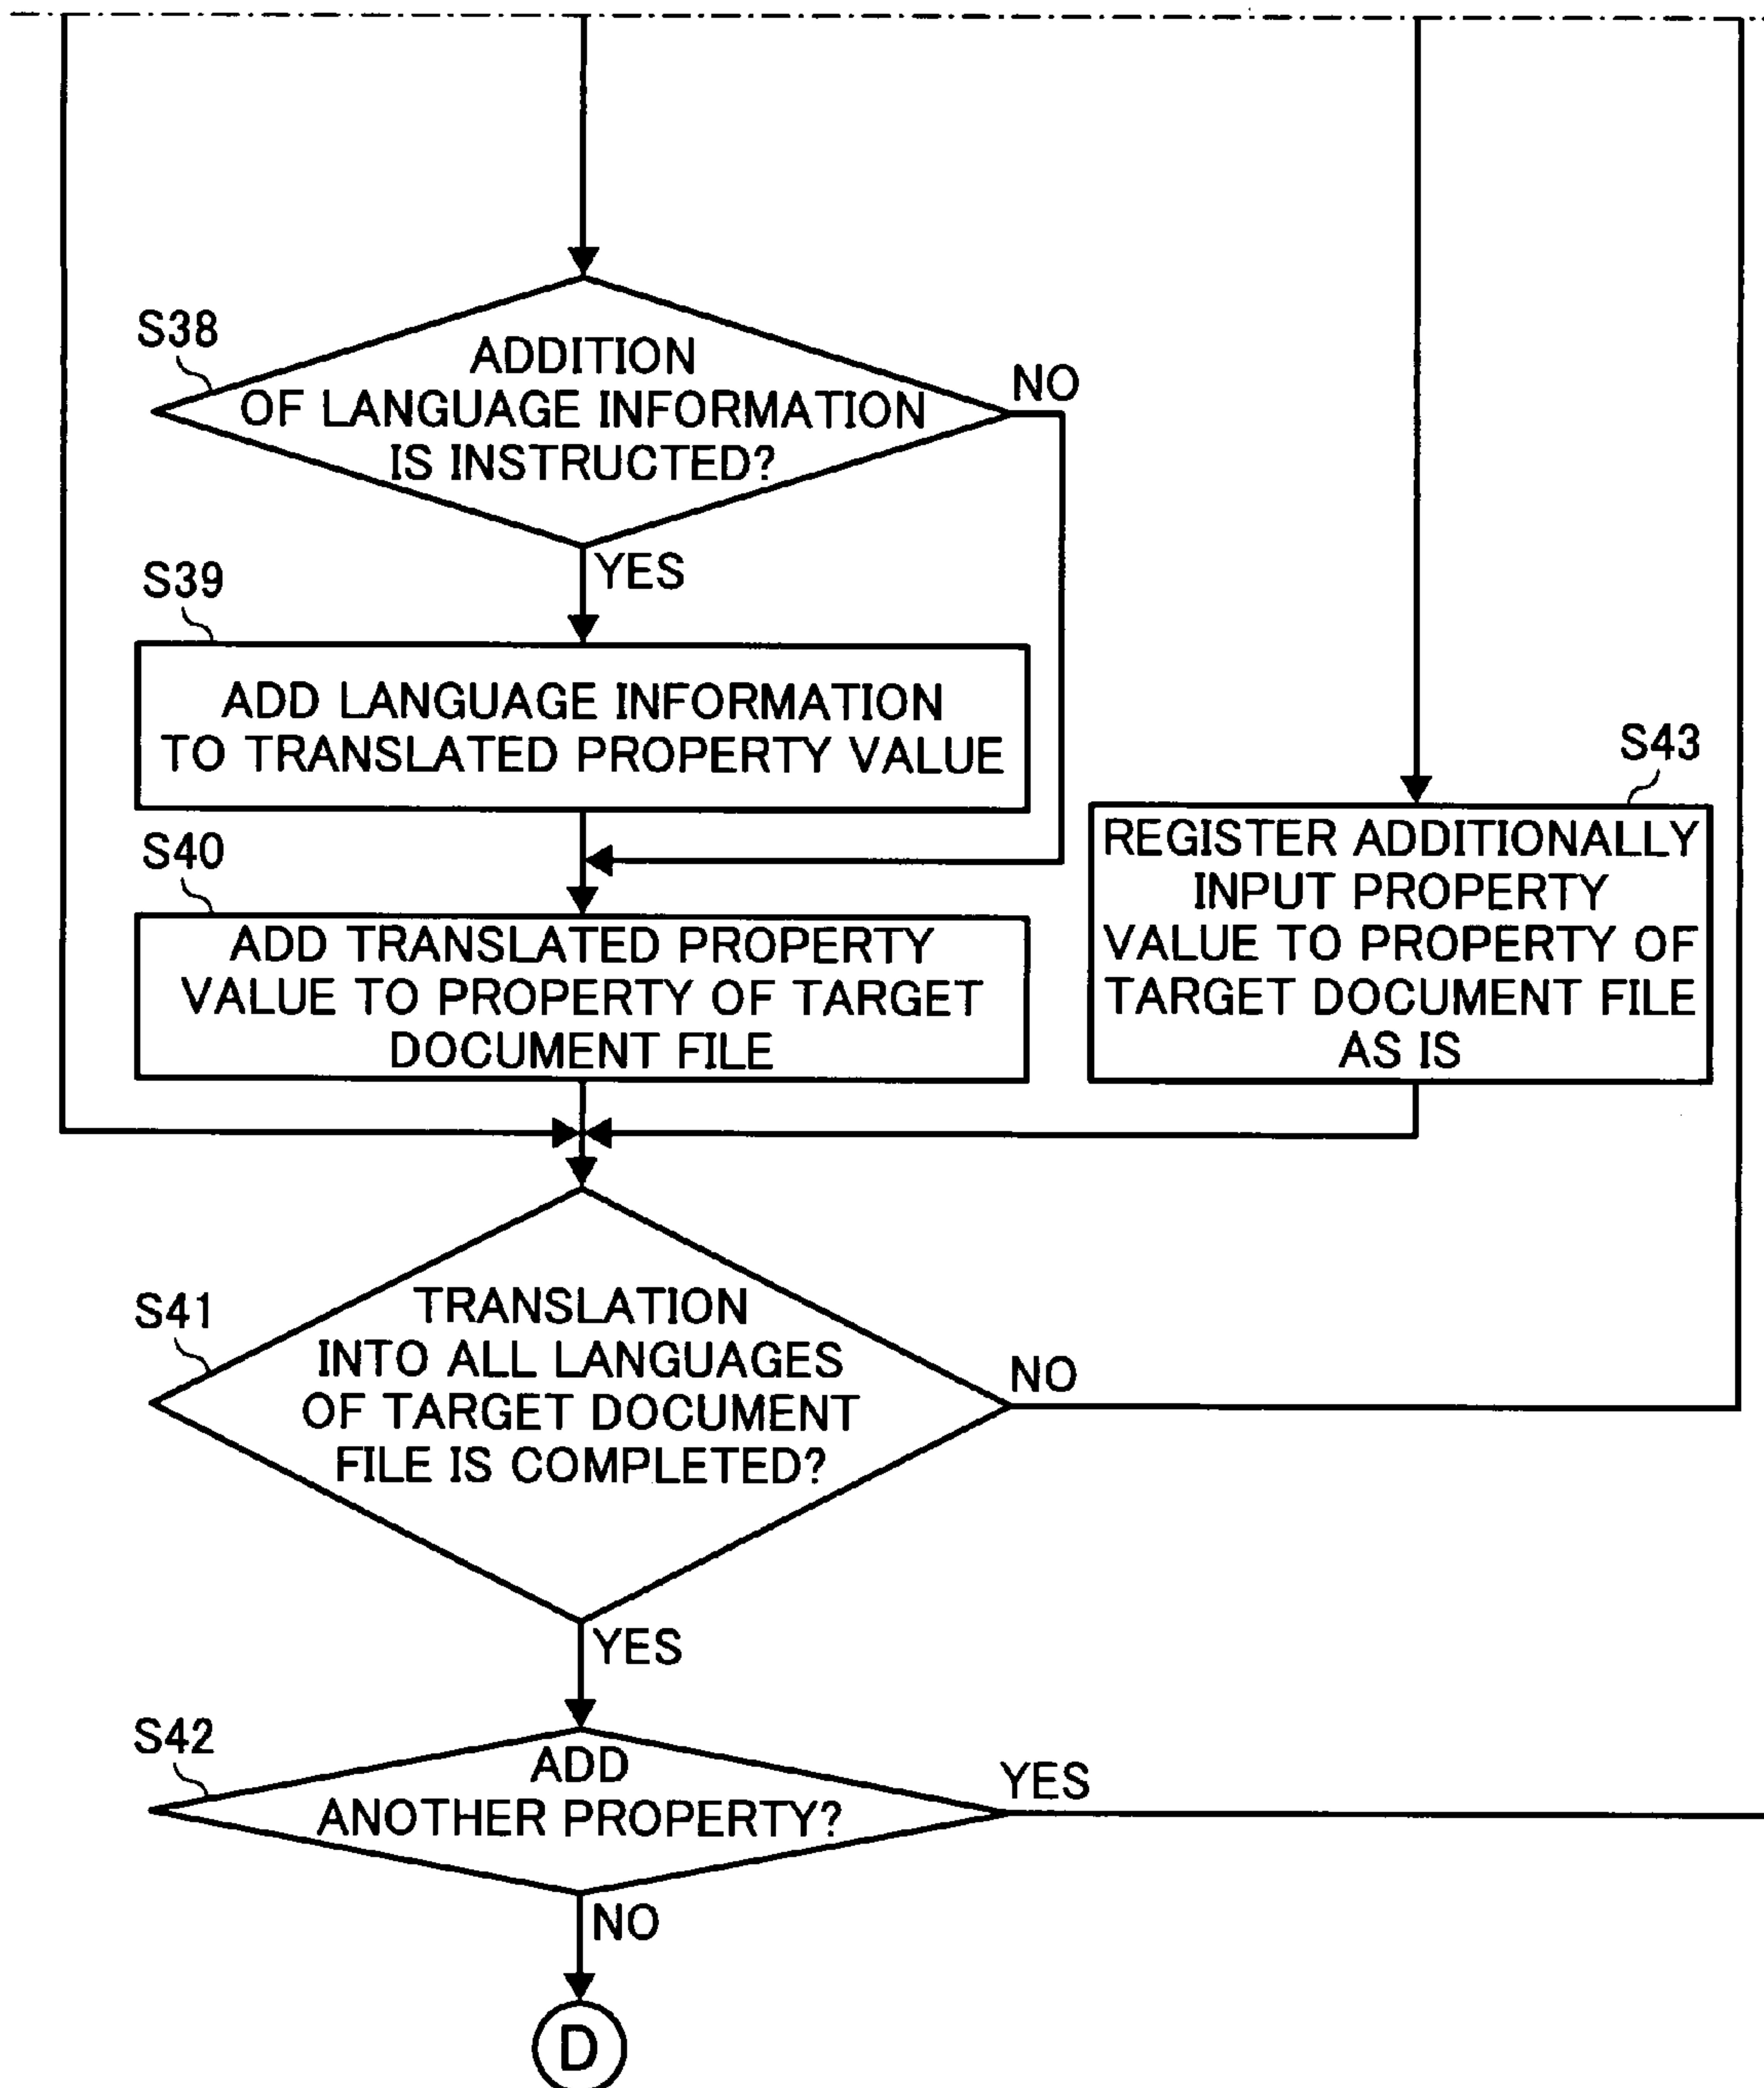 S38
ADDITION
OF LANGUAGE INFORMATION
IS INSTRUCTED?
NO
YES
S39
ADD LANGUAGE INFORMATION
TO TRANSLATED PROPERTY VALUE
S43
REGISTER ADDITIONALLY
INPUT PROPERTY
VALUE TO PROPERTY OF
TARGET DOCUMENT FILE
AS IS
S40
ADD TRANSLATED PROPERTY
VALUE TO PROPERTY OF TARGET
DOCUMENT FILE
S41
TRANSLATION
INTO ALL LANGUAGES
OF TARGET DOCUMENT
FILE IS COMPLETED?
NO
YES
S42
ADD
ANOTHER PROPERTY?
YES
NO
D